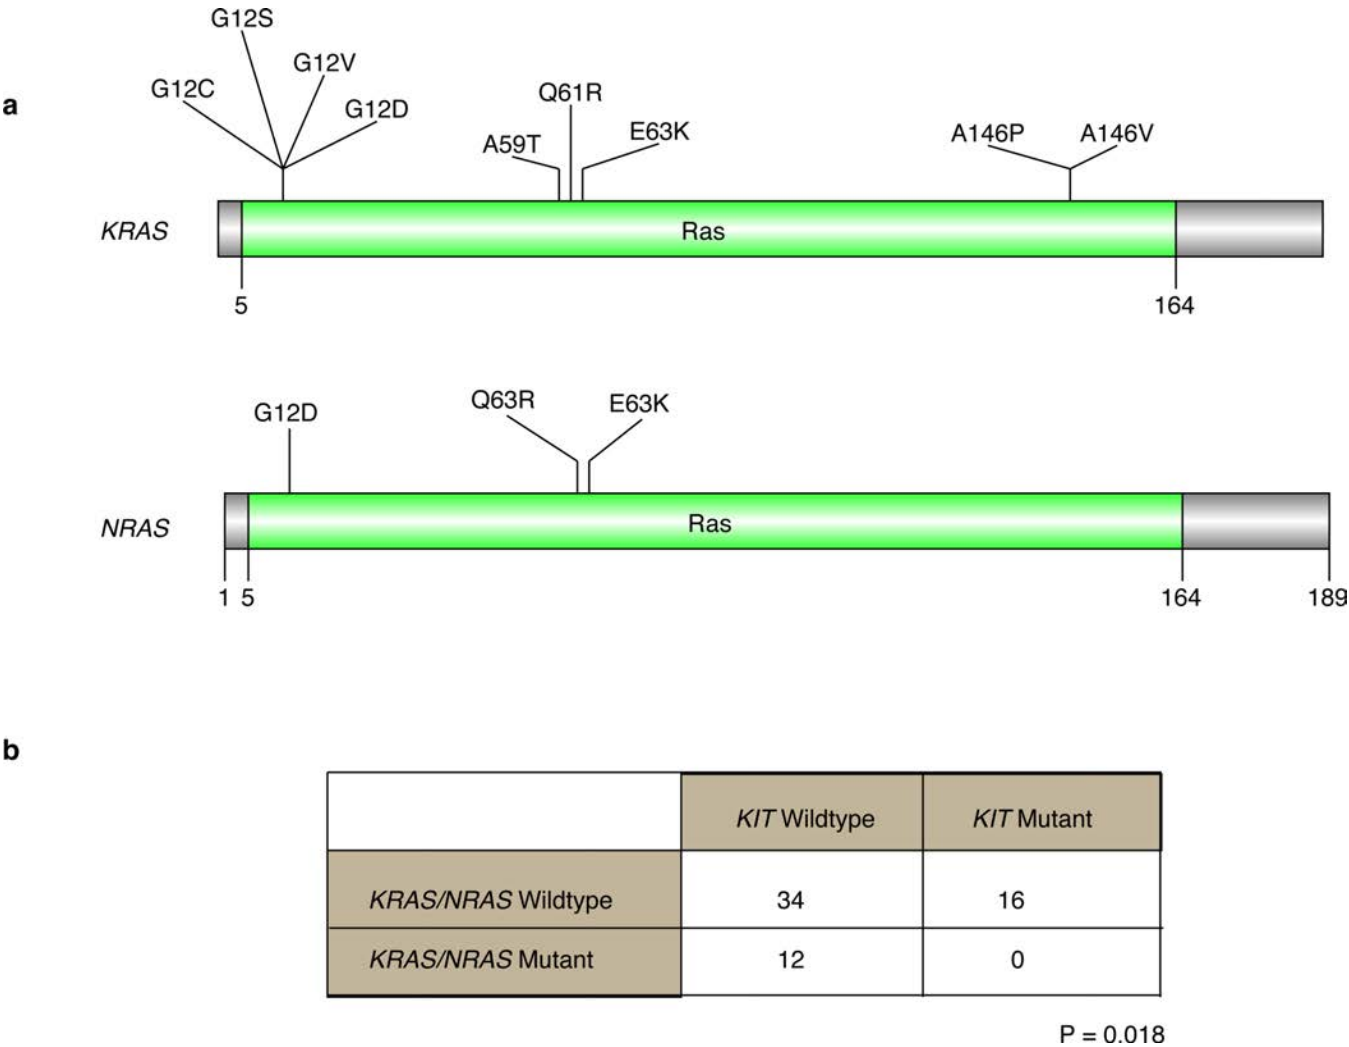 a
G12S
G12V
G12C
G12D
Q61R
A59T
E63K
A146P
A146V
KRAS
Ras
5
164
G12D
Q63R
E63K
NRAS
Ras
1 5
164
189
b
KIT Wildtype
KIT Mutant
KRAS/NRAS Wildtype
34
16
KRAS/NRAS Mutant
12
0
P = 0.018